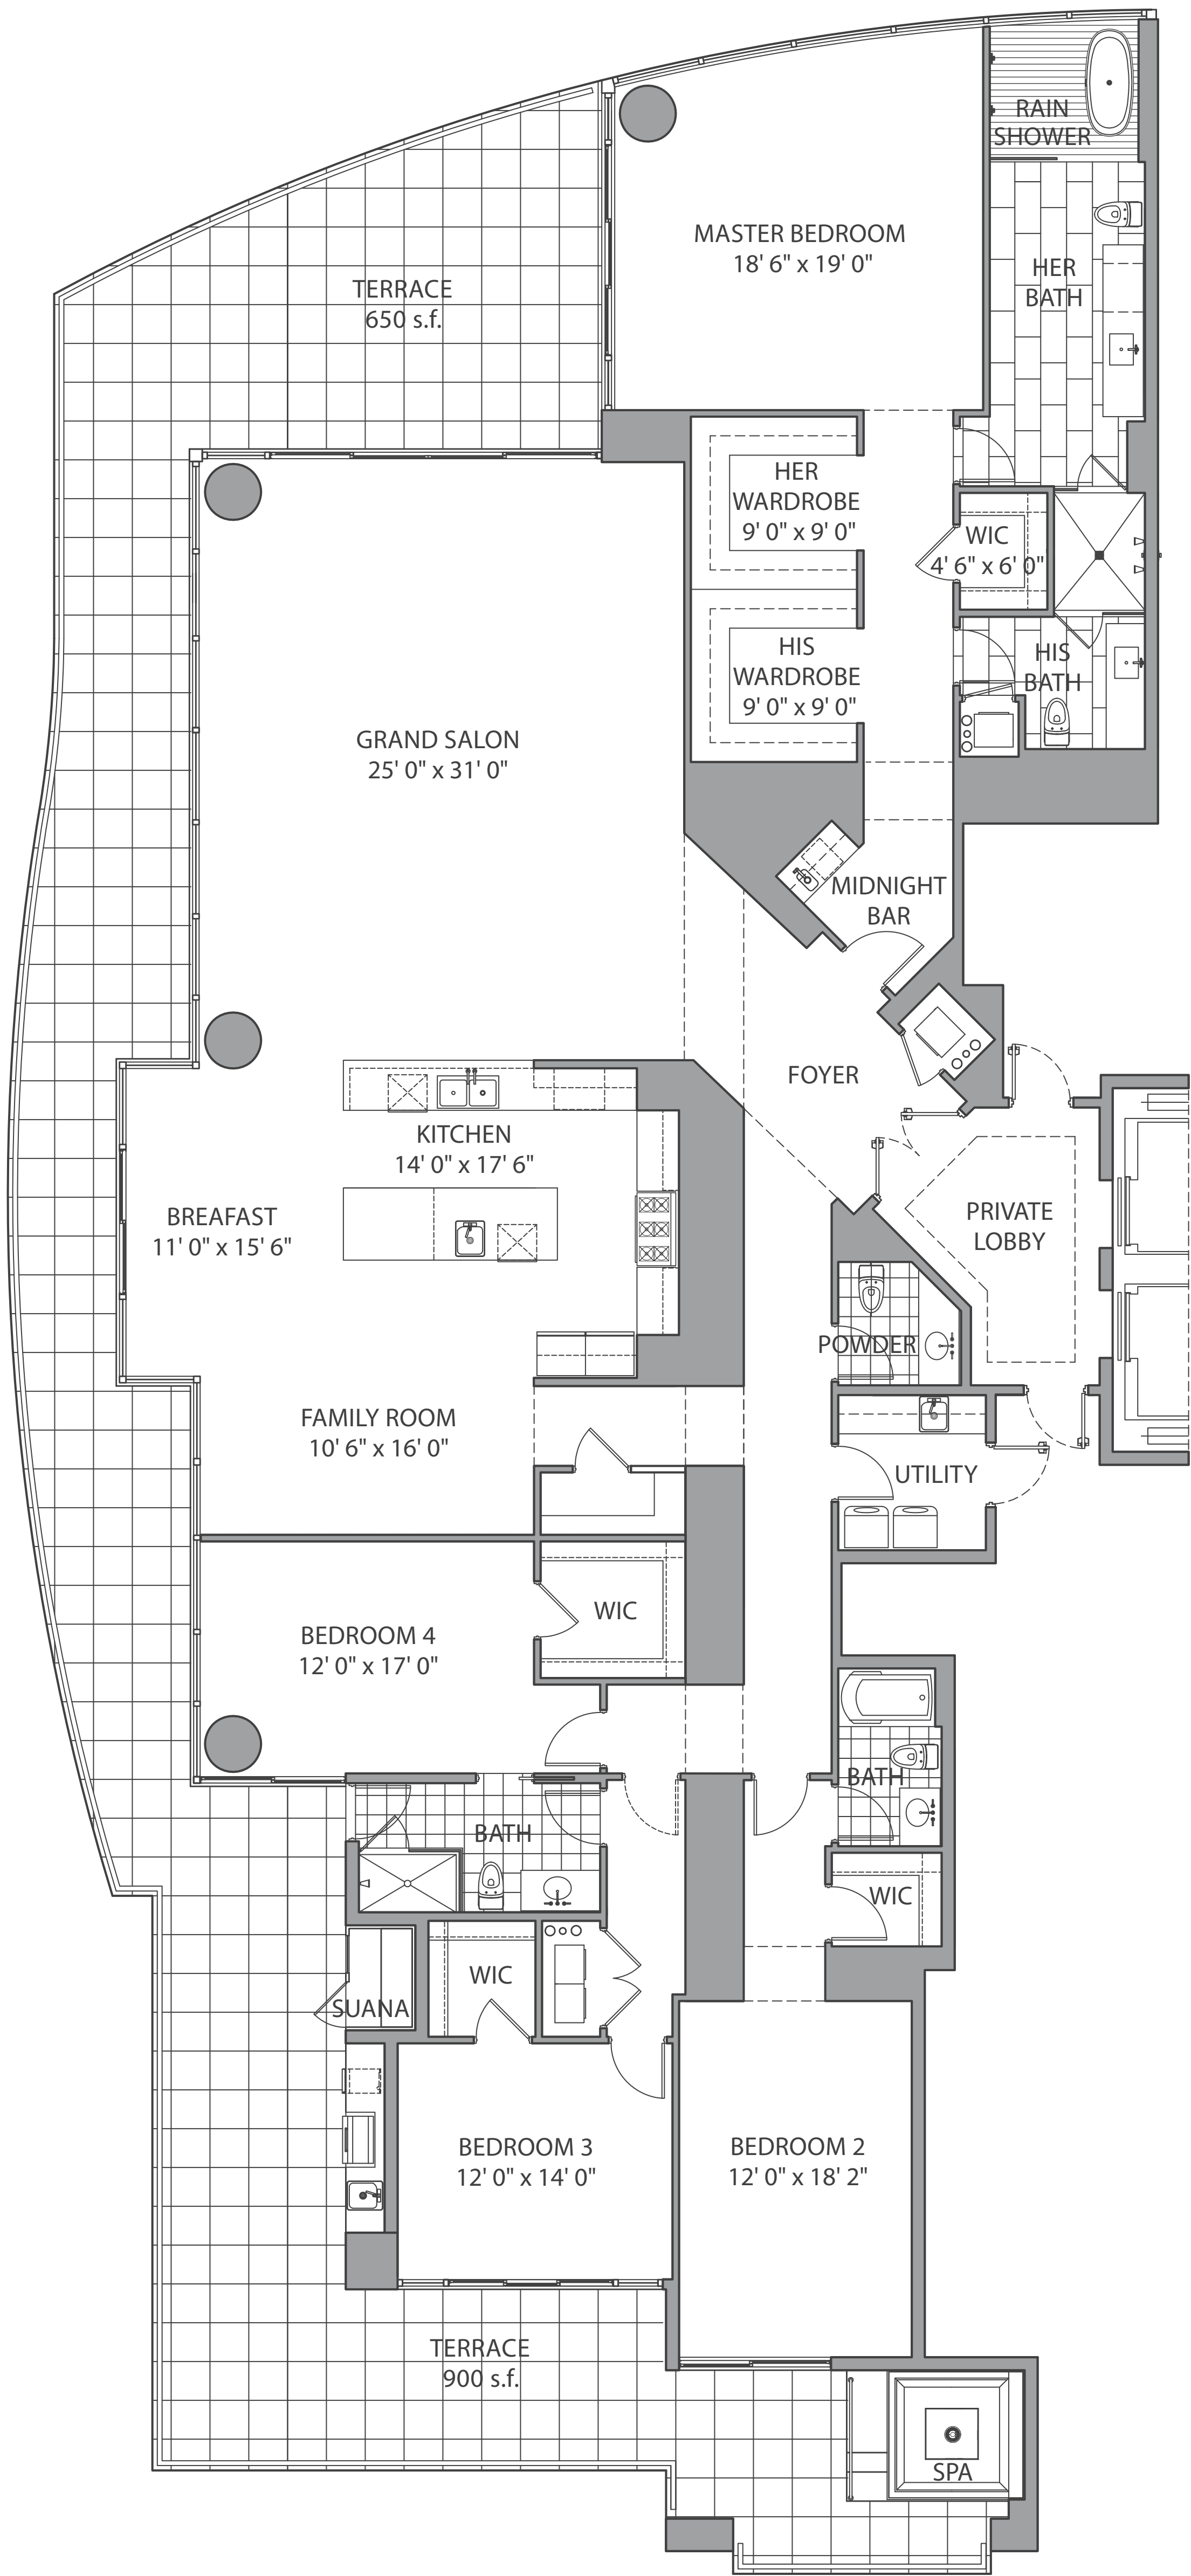 RAIN
SHOWER
MASTER BEDROOM
18' 6" x 19' 0"
HER
BATH
TERRACE
650 s.f.
HER
WARDROBE
9' 0" x 9' 0"
WIC
4' 6" x 6' 0"
HIS
WARDROBE
9' 0" x 9' 0"
HIS
BATH
GRAND SALON
25' 0" x 31' 0"
MIDNIGHT
BAR
FOYER
KITCHEN
14' 0" x 17' 6"
BREAFAST
11' 0" x 15' 6"
PRIVATE
LOBBY
POWDER
FAMILY ROOM
10' 6" x 16' 0"
UTILITY
WIC
BEDROOM 4
12' 0" x 17' 0"
BATH
BATH
WIC
WIC
SUANA
BEDROOM 3
12' 0" x 14' 0"
BEDROOM 2
12' 0" x 18' 2"
TERRACE
900 s.f.
SPA